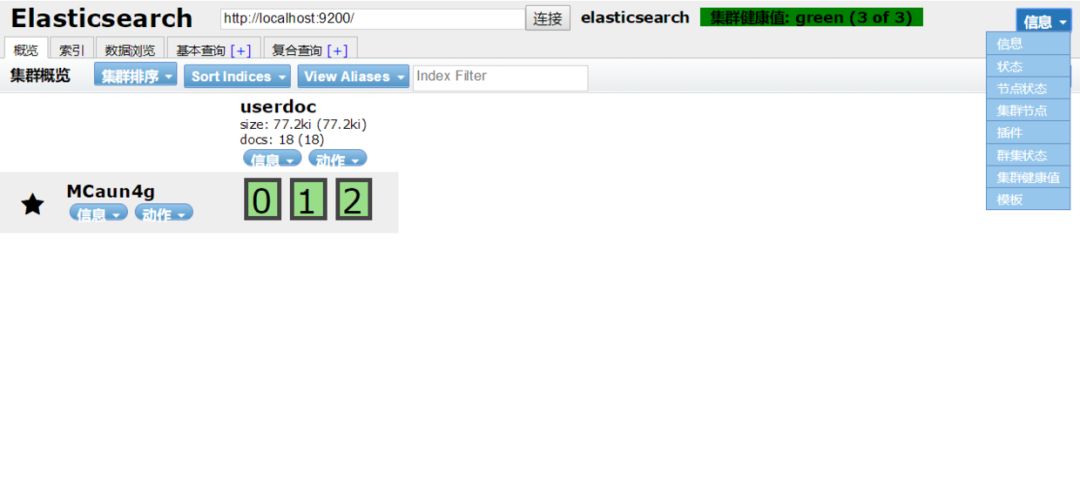 Elasticsearch http://localhost:9200/ 连接 elasticsearch 集群健康值: green (3 of 3) 信息
概览 索引 数据浏览 基本查询 [+] 复合查询 [+]
集群概览 集群排序 Sort Indices View Aliases Index Filter
信息
状态
节点状态
集群节点
插件
群集状态
集群健康值
模板
userdoc
size: 77.2ki (77.2ki)
docs: 18 (18)
信息 动作
MCaun4g
信息 动作
0 1 2